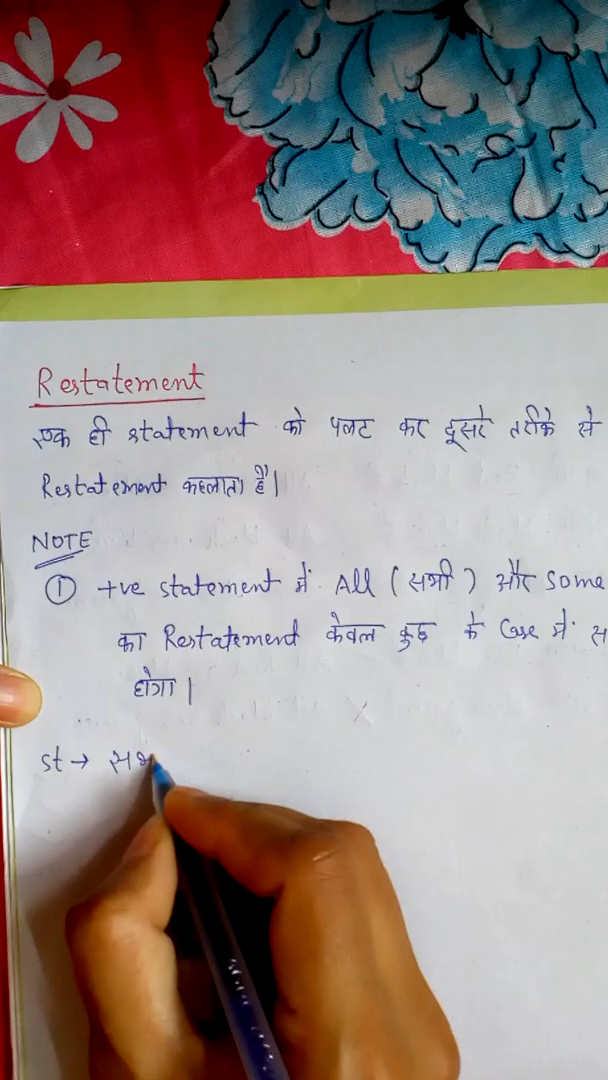 Restatement
एक ही statement को पलट कर दूसरे तरीके से
Restatement कहलाता है।
NOTE
① +ve statement में All (सभी) और some
का Restatement केवल कुछ के Case में स
होगा।
st → सभ